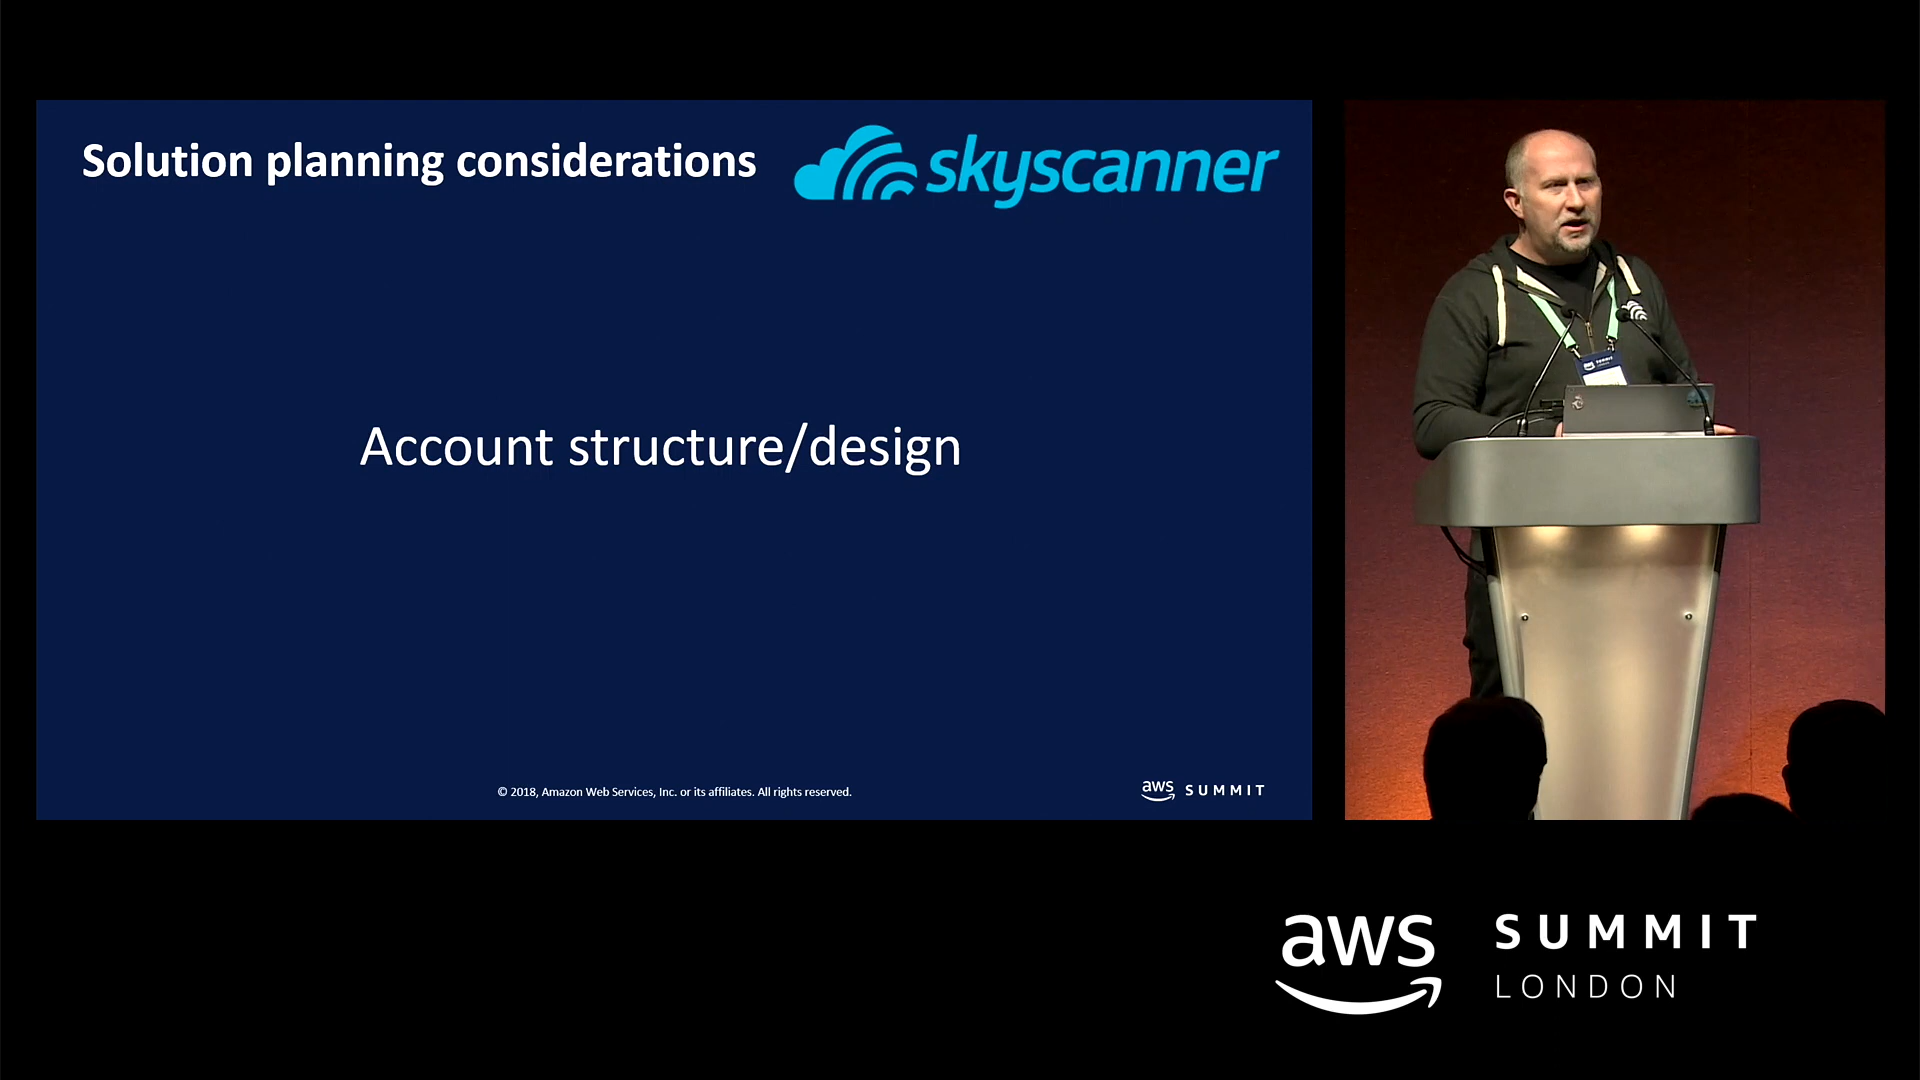 Solution planning considerations
skyscanner
Account structure/design
© 2018, Amazon Web Services, Inc. or its affiliates. All rights reserved.
aws SUMMIT
aws SUMMIT
LONDON